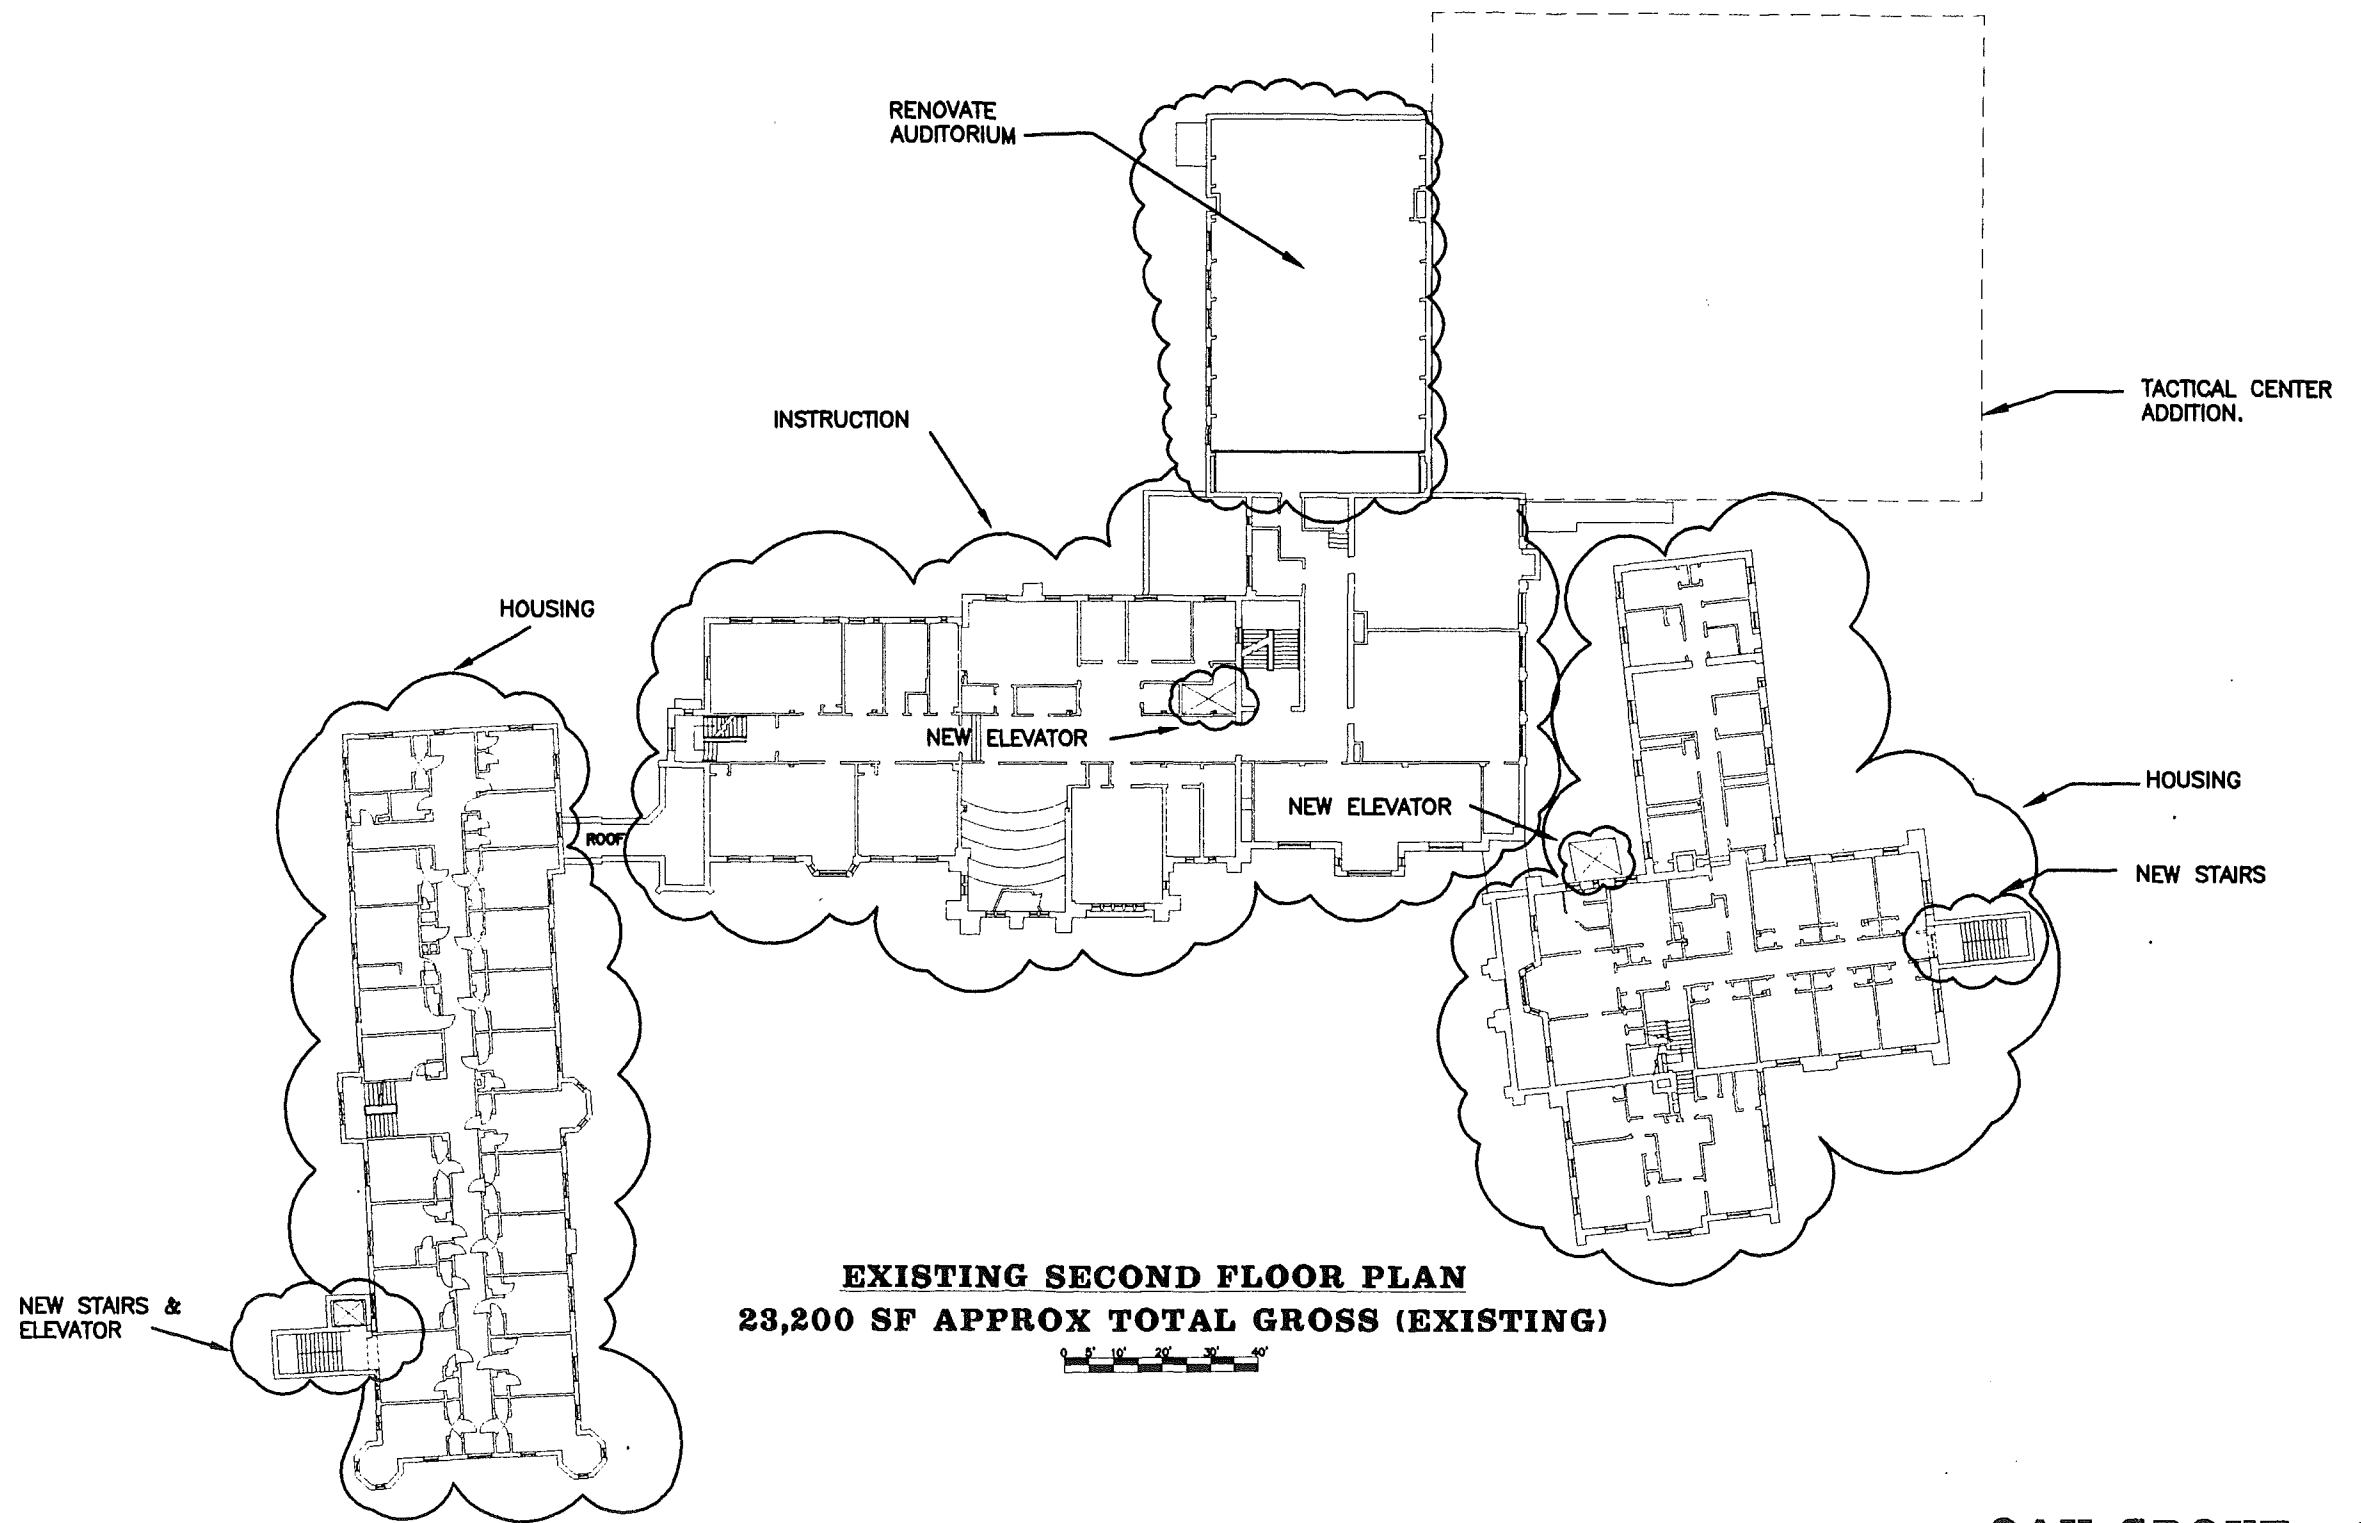 RENOVATE
AUDITORIUM
TACTICAL CENTER
ADDITION.
INSTRUCTION
HOUSING
NEW ELEVATOR
HOUSING
NEW ELEVATOR
ROOF
NEW STAIRS
EXISTING SECOND FLOOR PLAN
23,200 SF APPROX TOTAL GROSS (EXISTING)
NEW STAIRS &
ELEVATOR
0 5' 10' 20' 30' 40'